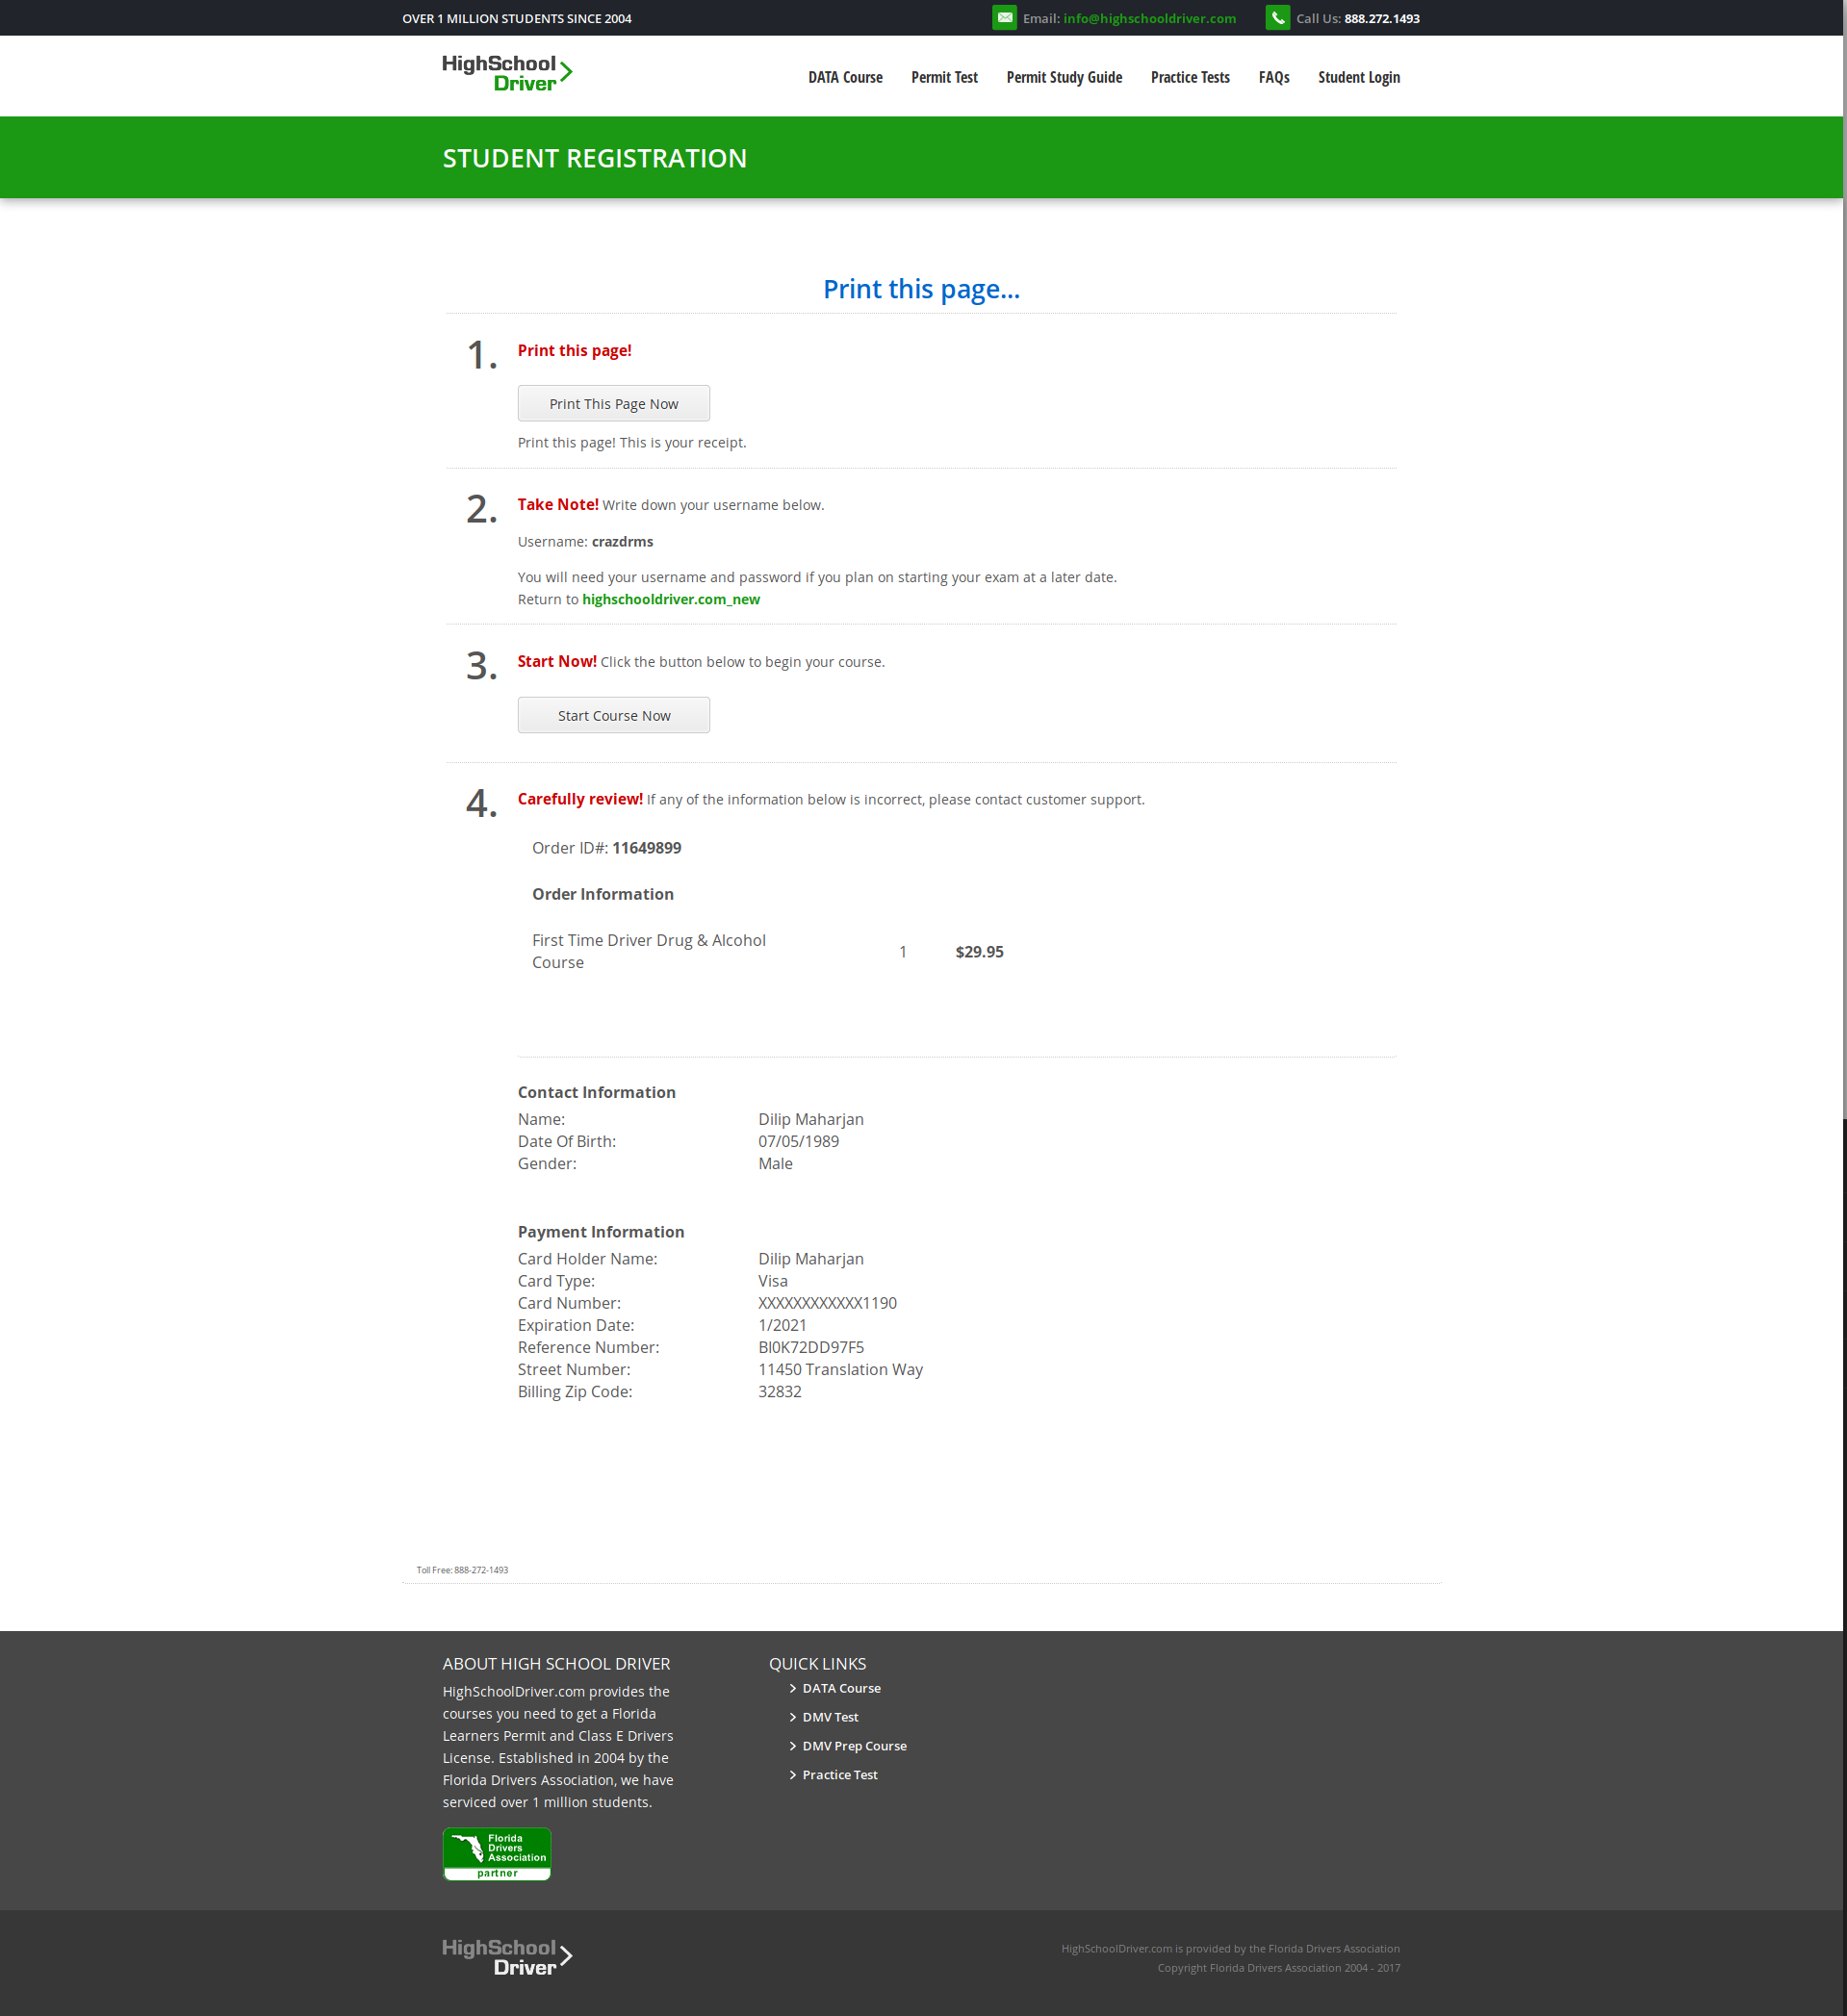 OVER 1 MILLION STUDENTS SINCE 2004
Email: info@highschooldriver.com
Call Us: 888.272.1493
HighSchool
Driver
DATA Course
Permit Test
Permit Study Guide
Practice Tests
FAQs
Student Login
STUDENT REGISTRATION
Print this page...
1. Print this page!
Print This Page Now
Print this page! This is your receipt.
2. Take Note! Write down your username below.
Username: crazdrms
You will need your username and password if you plan on starting your exam at a later date.
Return to highschooldriver.com_new
3. Start Now! Click the button below to begin your course.
Start Course Now
4. Carefully review! If any of the information below is incorrect, please contact customer support.
Order ID#: 11649899
Order Information
First Time Driver Drug & Alcohol
Course
1 $29.95
Contact Information
Name: Dilip Maharjan
Date Of Birth: 07/05/1989
Gender: Male
Payment Information
Card Holder Name: Dilip Maharjan
Card Type: Visa
Card Number: XXXXXXXXXXXX1190
Expiration Date: 1/2021
Reference Number: BI0K72DD97F5
Street Number: 11450 Translation Way
Billing Zip Code: 32832
Toll Free: 888-272-1493
ABOUT HIGH SCHOOL DRIVER
HighSchoolDriver.com provides the
courses you need to get a Florida
Learners Permit and Class E Drivers
License. Established in 2004 by the
Florida Drivers Association, we have
serviced over 1 million students.
Florida
Drivers
Association
partner
QUICK LINKS
DATA Course
DMV Test
DMV Prep Course
Practice Test
HighSchool
Driver
HighSchoolDriver.com is provided by the Florida Drivers Association
Copyright Florida Drivers Association 2004 - 2017